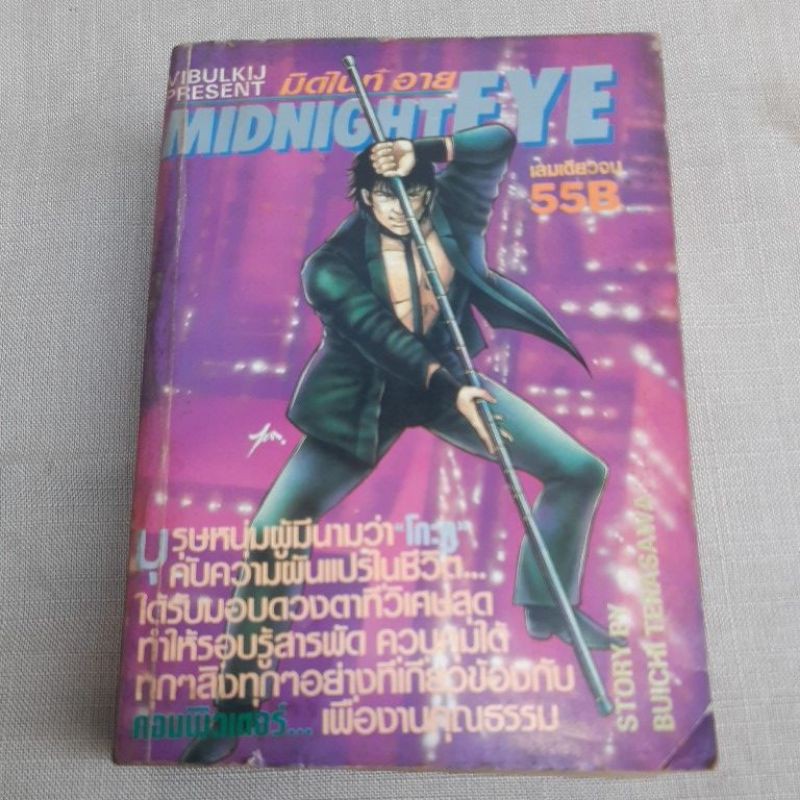 VIBULKIJ
PRESENT
มิดไนท์ อาย
MIDNIGHT EYE
เล่มเดียวจบ
55B
บุรุษหนุ่มผู้มีนามว่า "โกะคู"
กับความผันแปรในชีวิต...
ได้รับมอบดวงตาที่วิเศษสุด
ทำให้รอบรู้สารพัด ควบคุมได้
ทุกๆสิ่งทุกๆอย่างที่เกี่ยวข้องกับ
คอมพิวเตอร์... เพื่องานคุณธรรม
STORY BY
BUICHI TERASAWA